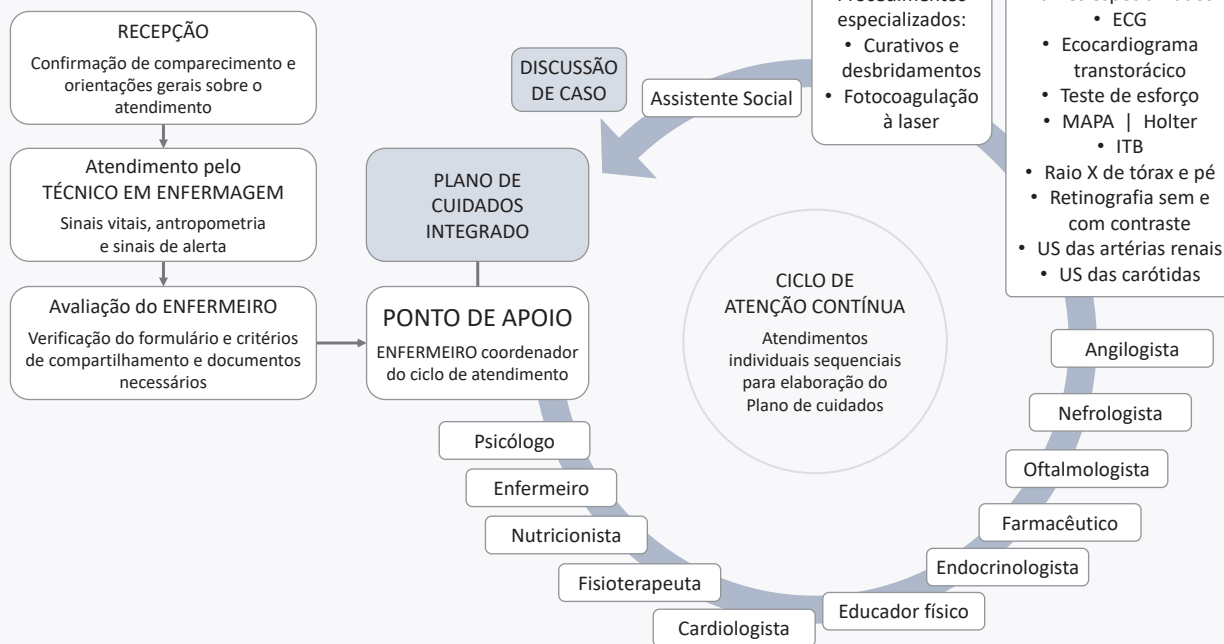 RECEPÇÃO
Confirmação de comparecimento e
orientações gerais sobre o
atendimento
Atendimento pelo
TÉCNICO EM ENFERMAGEM
Sinais vitais, antropometria
e sinais de alerta
Avaliação do ENFERMEIRO
Verificação do formulário e critérios
de compartilhamento e documentos
necessários
DISCUSSÃO
DE CASO
PLANO DE
CUIDADOS
INTEGRADO
PONTO DE APOIO
ENFERMEIRO coordenador
do ciclo de atendimento
Assistente Social
especializados:
• Curativos e
desbridamentos
• Fotocoagulação
à laser
• ECG
• Ecocardiograma
transtorácico
• Teste de esforço
• MAPA | Holter
• ITB
• Raio X de tórax e pé
• Retinografia sem e
com contraste
• US das artérias renais
• US das carótidas
CICLO DE
ATENÇÃO CONTÍNUA
Atendimentos
individuais sequenciais
para elaboração do
Plano de cuidados
Angilogista
Nefrologista
Oftalmologista
Farmacêutico
Endocrinologista
Educador físico
Cardiologista
Fisioterapeuta
Nutricionista
Enfermeiro
Psicólogo